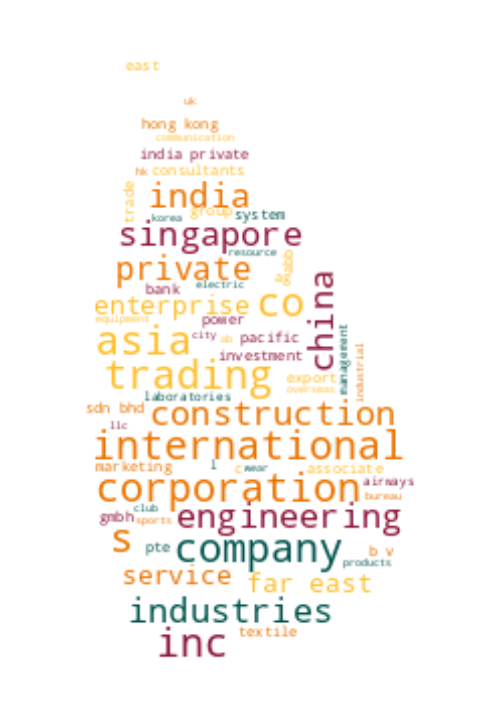 east
uk
hong kong
communication
india private
hk consultants
trade
india
group system
korea
singapore
resource
private
abb
electric
bank
china
enterprise co
equipment
power
asia
city ab pacific
management
investment
industrial
trading
export
overseas
laboratories
sdn bhd construction
llc
international
marketing l c wear associate
corporation airways
bureau
club
gmbh sports engineering
s
pte company b v
products
service far east
industries
textile
inc